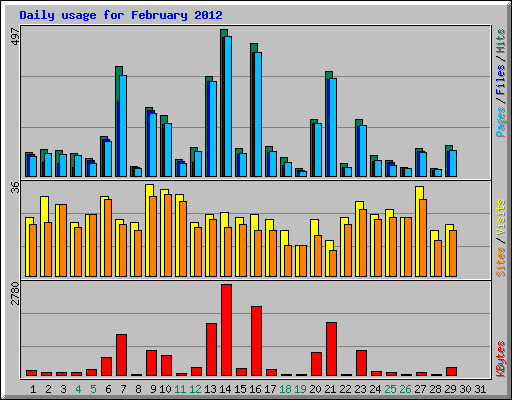 Daily usage for February 2012
497
Pages / Files / Hits
36
Sites / Visits
2780
KBytes
1 2 3 4 5 6 7 8 9 10 11 12 13 14 15 16 17 18 19 20 21 22 23 24 25 26 27 28 29 30 31